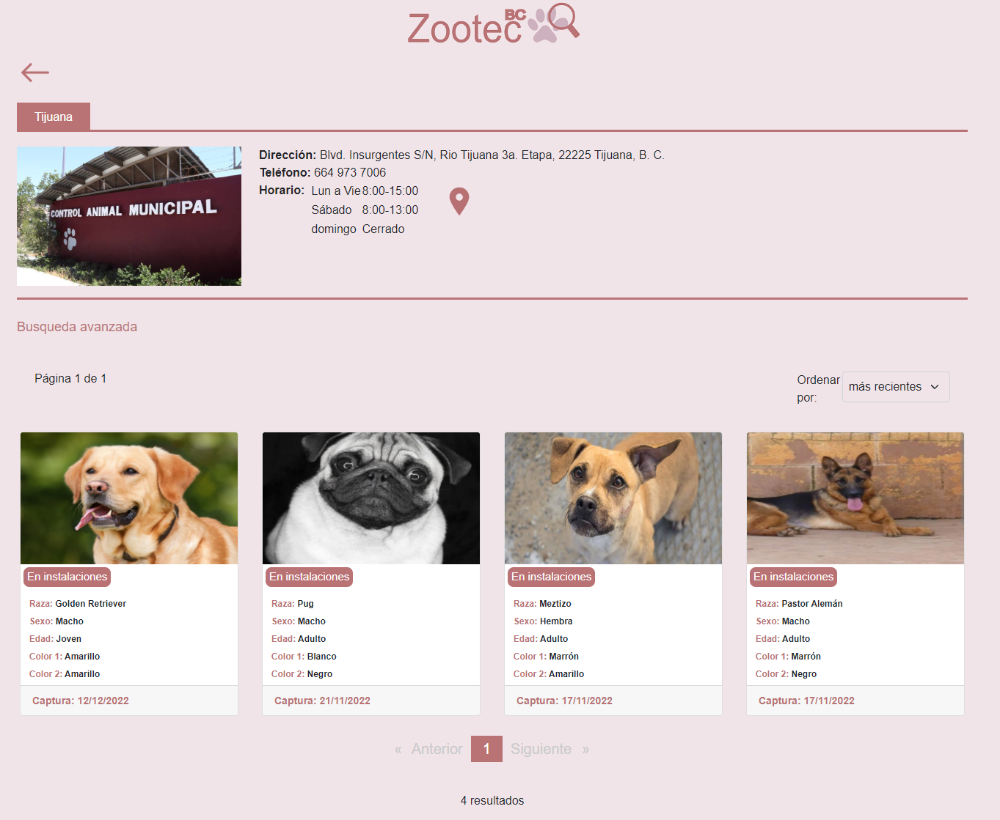 Zootec BC
Tijuana
CONTROL ANIMAL MUNICIPAL
Dirección: Blvd. Insurgentes S/N, Rio Tijuana 3a. Etapa, 22225 Tijuana, B. C.
Teléfono: 664 973 7006
Horario: Lun a Vie 8:00-15:00
Sábado 8:00-13:00
domingo Cerrado
Busqueda avanzada
Página 1 de 1
Ordenar
por:
más recientes
En instalaciones
Raza: Golden Retriever
Sexo: Macho
Edad: Joven
Color 1: Amarillo
Color 2: Amarillo
Captura: 12/12/2022
En instalaciones
Raza: Pug
Sexo: Macho
Edad: Adulto
Color 1: Blanco
Color 2: Negro
Captura: 21/11/2022
En instalaciones
Raza: Meztizo
Sexo: Hembra
Edad: Adulto
Color 1: Marrón
Color 2: Amarillo
Captura: 17/11/2022
En instalaciones
Raza: Pastor Alemán
Sexo: Macho
Edad: Adulto
Color 1: Marrón
Color 2: Negro
Captura: 17/11/2022
« Anterior 1 Siguiente »
4 resultados